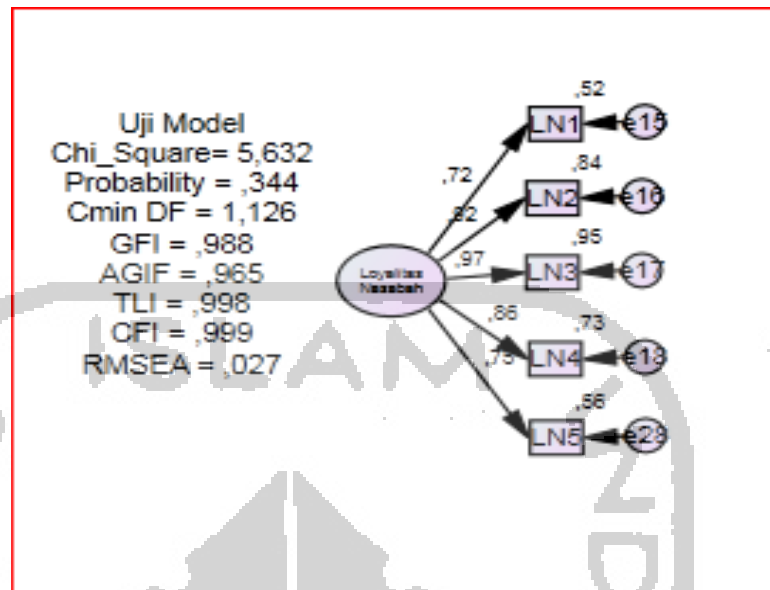 Uji Model
Chi_Square= 5,632
Probability = ,344
Cmin DF = 1,126
GFI = ,988
AGIF = ,965
TLI = ,998
CFI = ,999
RMSEA = ,027
Loyalitas
Nasabah
,72
,97
,86
,75
,52
LN1
e15
,84
LN2
e16
,95
LN3
e17
,73
LN4
e18
,56
LN5
ISLAM